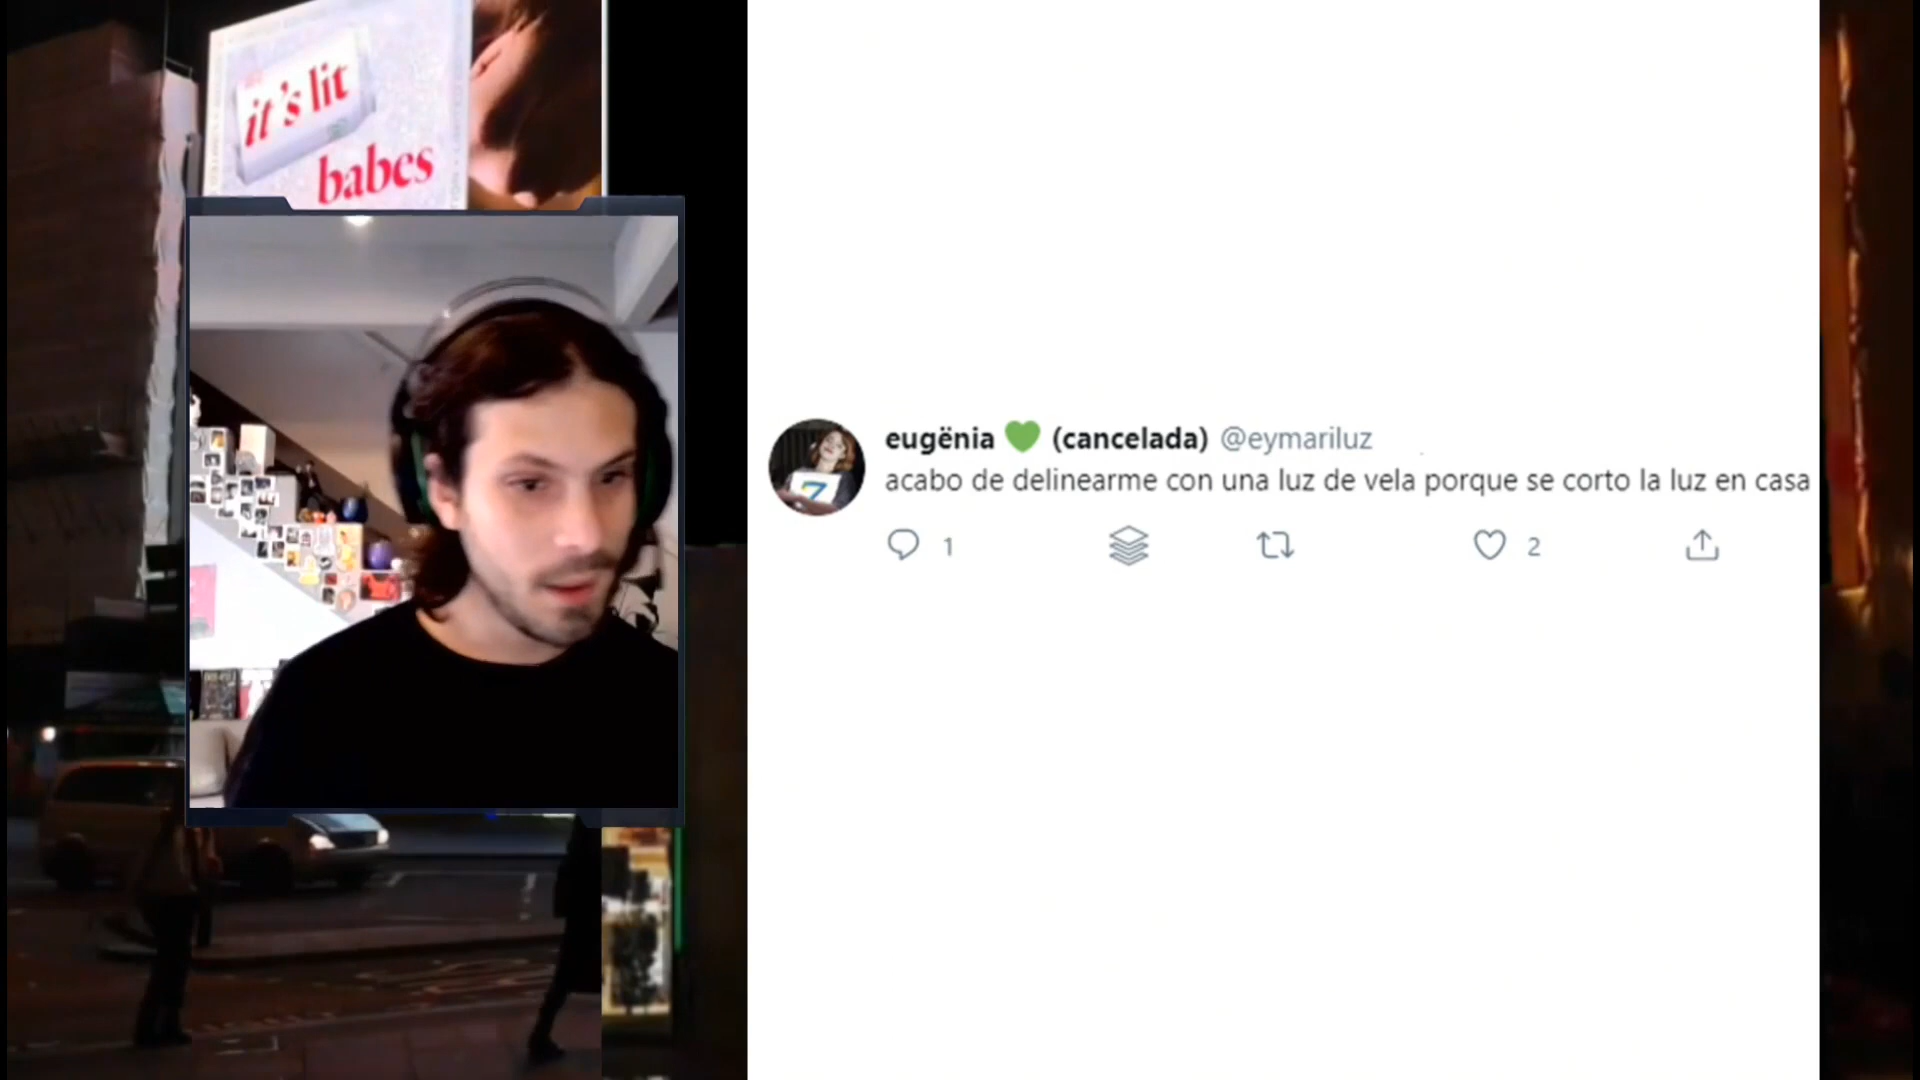 it's lit
babes
eugënia 💚 (cancelada) @eymariluz
acabo de delinearme con una luz de vela porque se corto la luz en casa
1
2
7